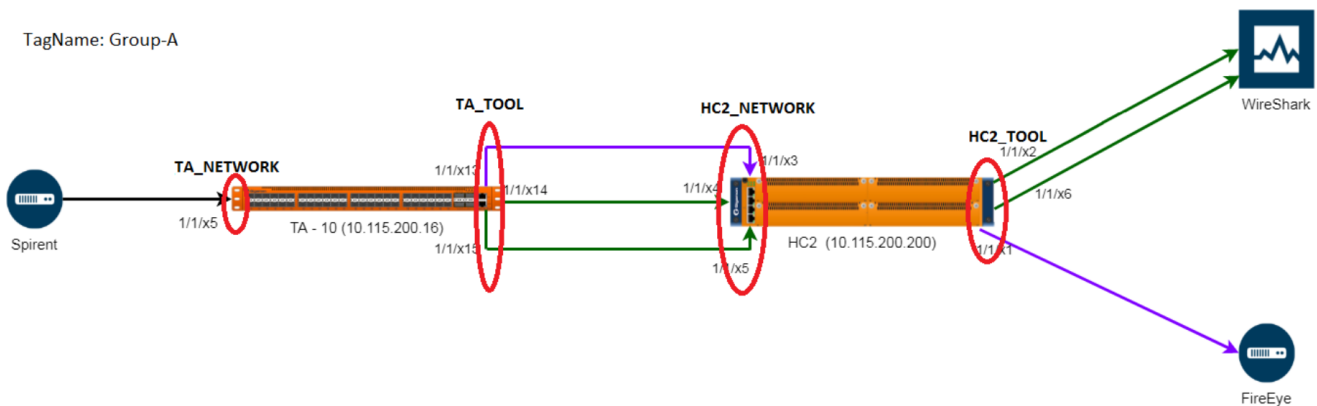 TagName: Group-A
WireShark
TA_TOOL
HC2_NETWORK
HC2_TOOL
1/1/x2
TA_NETWORK
1/1/x13
1/1/x3
1/1/x14
1/1/x4
1/1/x6
1/1/x5
TA - 10 (10.115.200.16)
Spirent
1/1/x15
HC2 (10.115.200.200)
1/1/x1
1/1/x5
FireEye